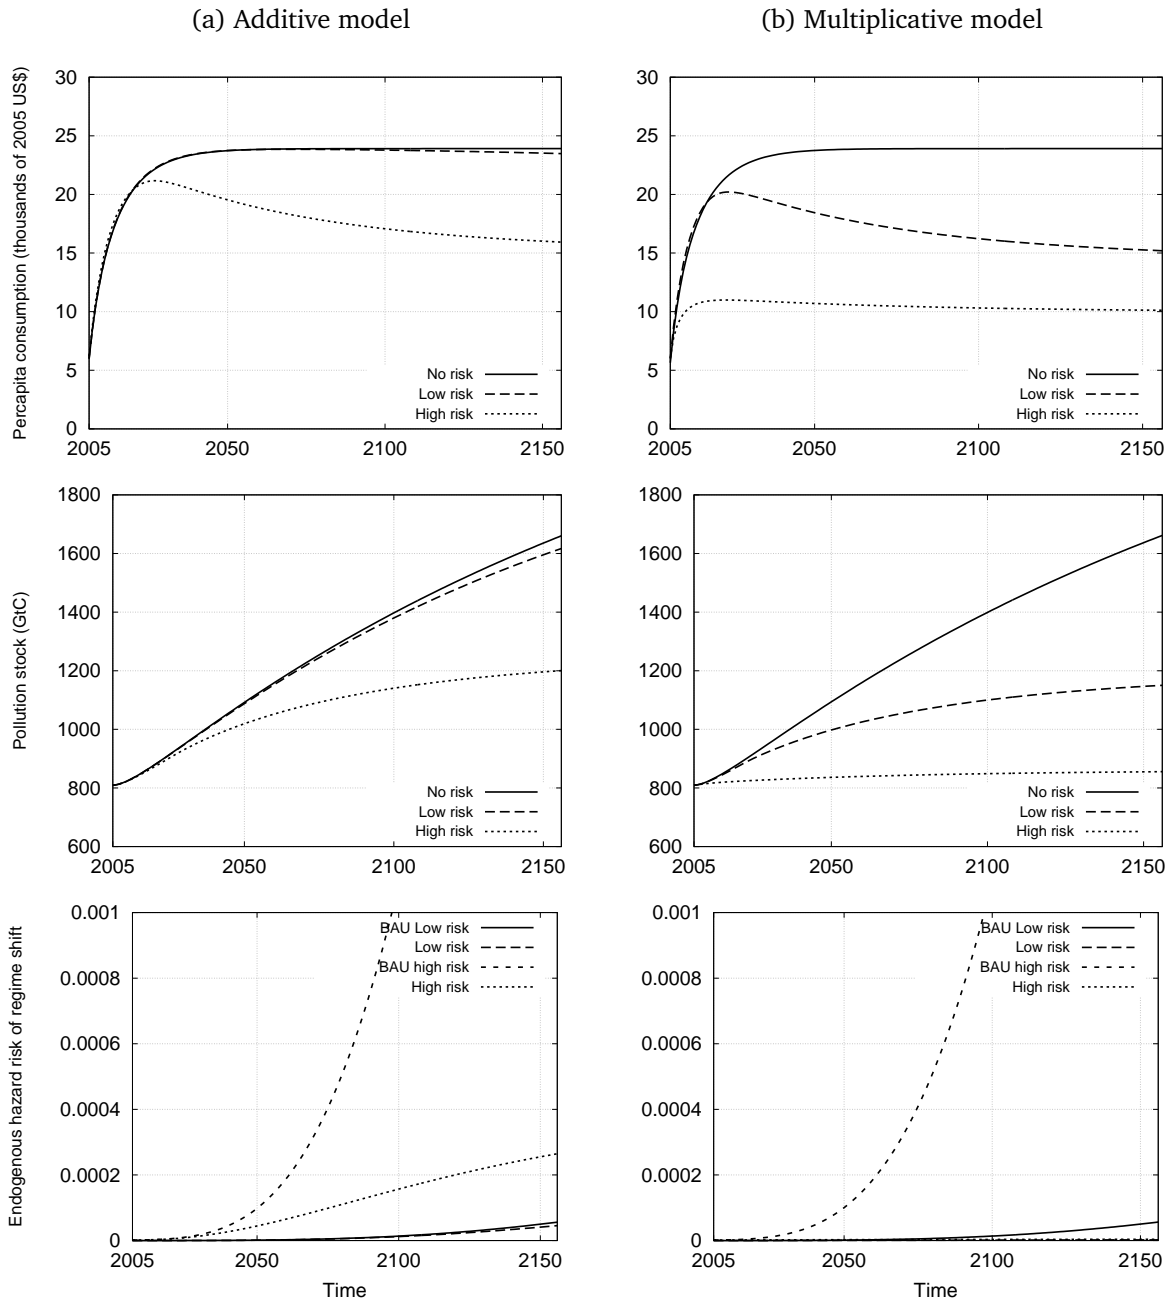 (a) Additive model
(b) Multiplicative model
Percapita consumption (thousands of 2005 US$)
30
25
20
15
10
5
0
2005
2050
2100
2150
No risk
Low risk
High risk
30
25
20
15
10
5
0
2005
2050
2100
2150
No risk
Low risk
High risk
Pollution stock (GtC)
1800
1600
1400
1200
1000
800
600
2005
2050
2100
2150
No risk
Low risk
High risk
1800
1600
1400
1200
1000
800
600
2005
2050
2100
2150
No risk
Low risk
High risk
Endogenous hazard risk of regime shift
0.001
0.0008
0.0006
0.0004
0.0002
0
2005
2050
2100
2150
Time
BAU Low risk
Low risk
BAU high risk
High risk
0.001
0.0008
0.0006
0.0004
0.0002
0
2005
2050
2100
2150
Time
BAU Low risk
Low risk
BAU high risk
High risk